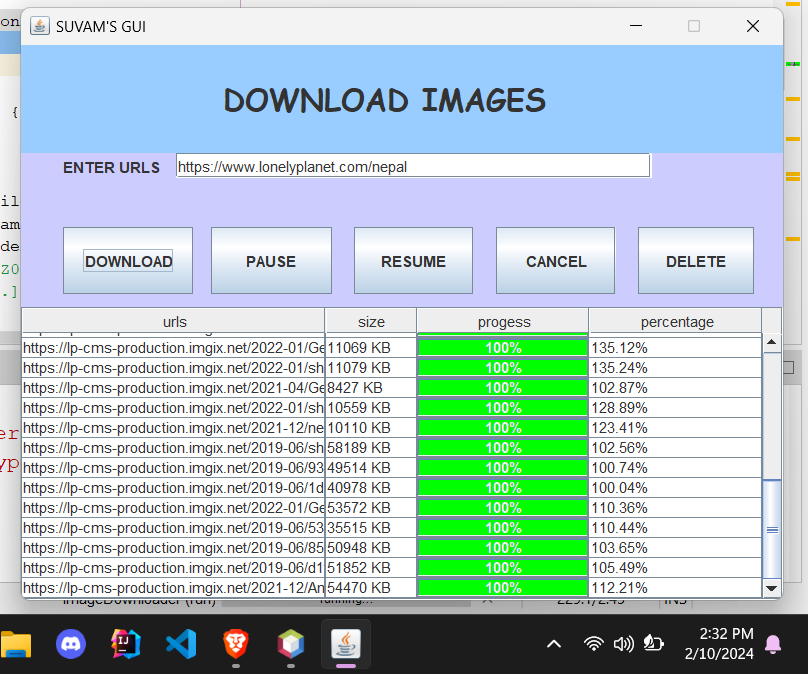 SUVAM'S GUI
DOWNLOAD IMAGES
ENTER URLS https://www.lonelyplanet.com/nepal
DOWNLOAD PAUSE RESUME CANCEL DELETE
urls size progess percentage
https://lp-cms-production.imgix.net/2022-01/Ge 11069 KB 100% 135.12%
https://lp-cms-production.imgix.net/2022-01/sh 11079 KB 100% 135.24%
https://lp-cms-production.imgix.net/2021-04/Ge 8427 KB 100% 102.87%
https://lp-cms-production.imgix.net/2022-01/sh 10559 KB 100% 128.89%
https://lp-cms-production.imgix.net/2021-12/ne 10110 KB 100% 123.41%
https://lp-cms-production.imgix.net/2019-06/sh 58189 KB 100% 102.56%
https://lp-cms-production.imgix.net/2019-06/93 49514 KB 100% 100.74%
https://lp-cms-production.imgix.net/2019-06/1d 40978 KB 100% 100.04%
https://lp-cms-production.imgix.net/2022-01/Ge 53572 KB 100% 110.36%
https://lp-cms-production.imgix.net/2019-06/53 35515 KB 100% 110.44%
https://lp-cms-production.imgix.net/2019-06/85 50948 KB 100% 103.65%
https://lp-cms-production.imgix.net/2019-06/d1 51852 KB 100% 105.49%
https://lp-cms-production.imgix.net/2021-12/An 54470 KB 100% 112.21%
2:32 PM
2/10/2024